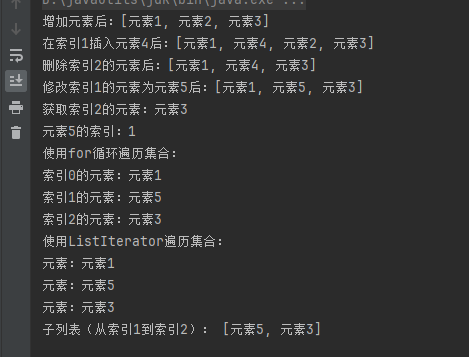 D:\javautils\jdk\bin\java.exe ...
增加元素后：[元素1, 元素2, 元素3]
在索引1插入元素4后：[元素1, 元素4, 元素2, 元素3]
删除索引2的元素后：[元素1, 元素4, 元素3]
修改索引1的元素为元素5后：[元素1, 元素5, 元素3]
获取索引2的元素：元素3
元素5的索引：1
使用for循环遍历集合：
索引0的元素：元素1
索引1的元素：元素5
索引2的元素：元素3
使用ListIterator遍历集合：
元素：元素1
元素：元素5
元素：元素3
子列表（从索引1到索引2）： [元素5, 元素3]